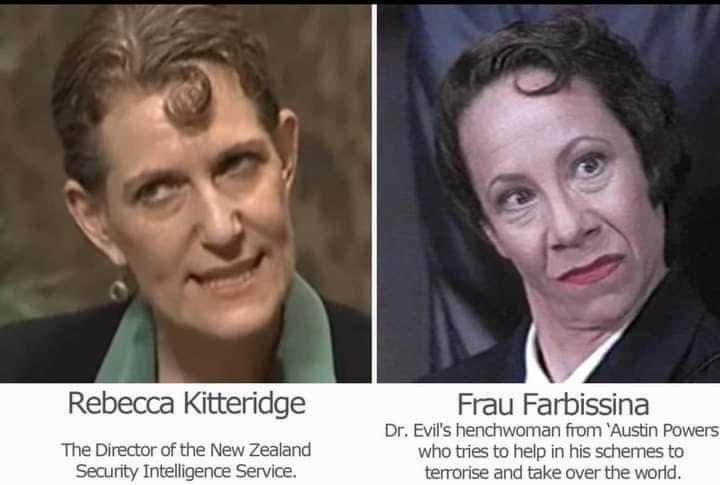 Rebecca Kitteridge
The Director of the New Zealand
Security Intelligence Service.
Frau Farbissina
Dr. Evil's henchwoman from 'Austin Powers
who tries to help in his schemes to
terrorise and take over the world.